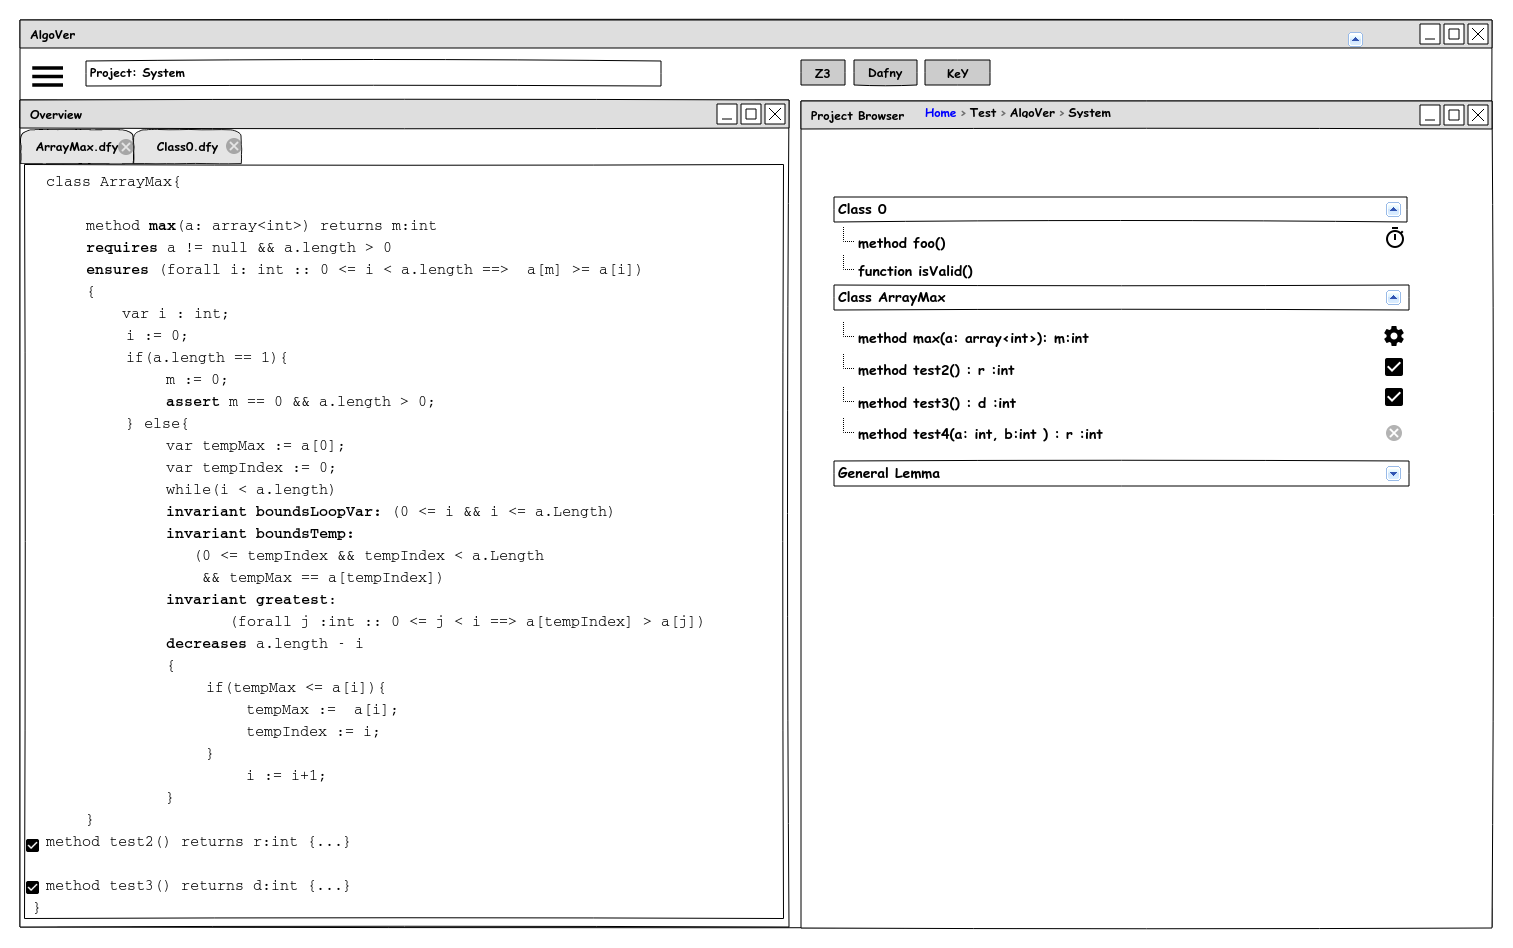 AlgoVer
Project: System
Z3
Dafny
KeY
Overview
ArrayMax.dfy
Class0.dfy
class ArrayMax{
method max(a: array<int>) returns m:int
requires a != null && a.length > 0
ensures (forall i: int :: 0 <= i < a.length ==>  a[m] >= a[i])
{
var i : int;
i := 0;
if(a.length == 1){
m := 0;
assert m == 0 && a.length > 0;
} else{
var tempMax := a[0];
var tempIndex := 0;
while(i < a.length)
invariant boundsLoopVar: (0 <= i && i <= a.Length)
invariant boundsTemp:
(0 <= tempIndex && tempIndex < a.Length
&& tempMax == a[tempIndex])
invariant greatest:
(forall j :int :: 0 <= j < i ==> a[tempIndex] > a[j])
decreases a.length - i
{
if(tempMax <= a[i]){
tempMax :=  a[i];
tempIndex := i;
}
i := i+1;
}
}
method test2() returns r:int {...}
method test3() returns d:int {...}
}
Project Browser
Home > Test > AlgoVer > System
Class 0
method foo()
function isValid()
Class ArrayMax
method max(a: array<int>): m:int
method test2() : r :int
method test3() : d :int
method test4(a: int, b:int ) : r :int
General Lemma